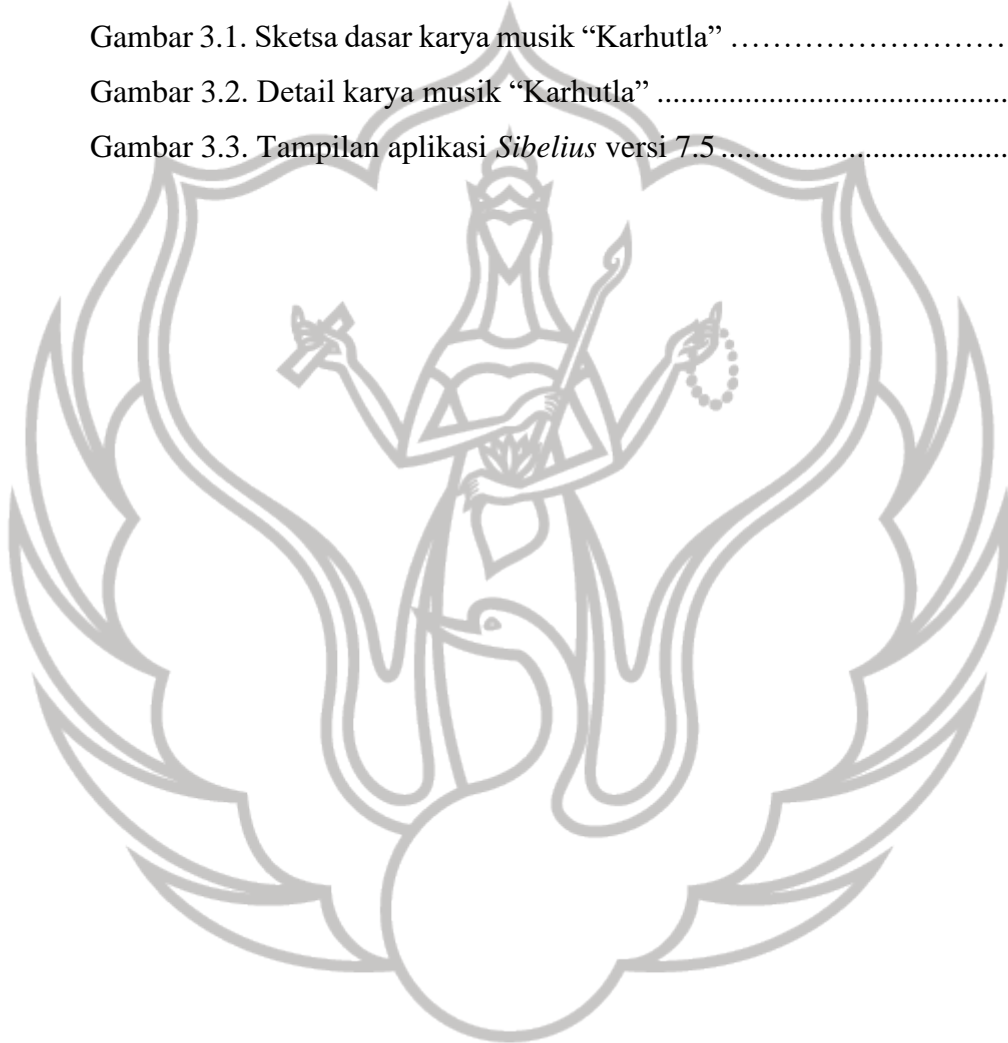 Gambar 3.1. Sketsa dasar karya musik “Karhutla” ………………………
Gambar 3.2. Detail karya musik “Karhutla” .....................................
Gambar 3.3. Tampilan aplikasi Sibelius versi 7.5 ..............................